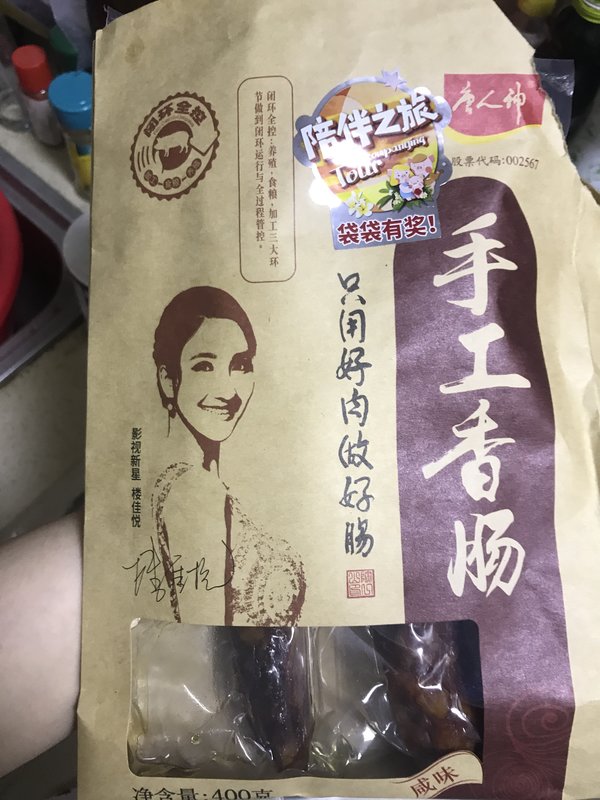 闭环全控
闭环全控:养殖·食粮·加工三大环
节做到闭环运行与全过程管控。
陪伴之旅
Tour
袋袋有奖!
唐人神
股票代码:002567
手工香肠
只用好肉做好肠
影视新星 楼佳悦
净含量:400克
咸味